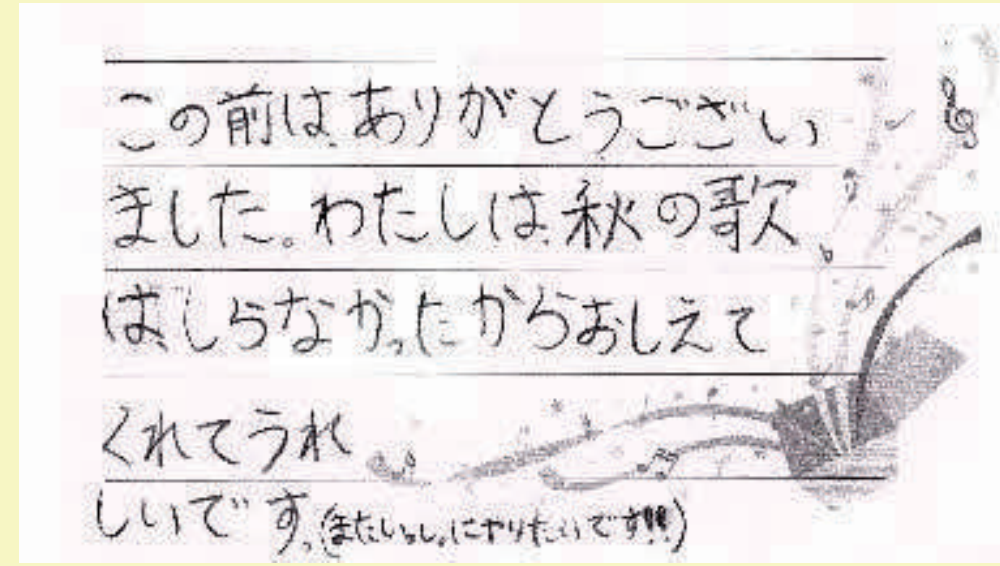 この前は、ありがとうござい
ました。わたしは、秋の歌
は、しらなかったからおしえて
くれてうれ
しいです。(またいっしょにやりたいです!!!)